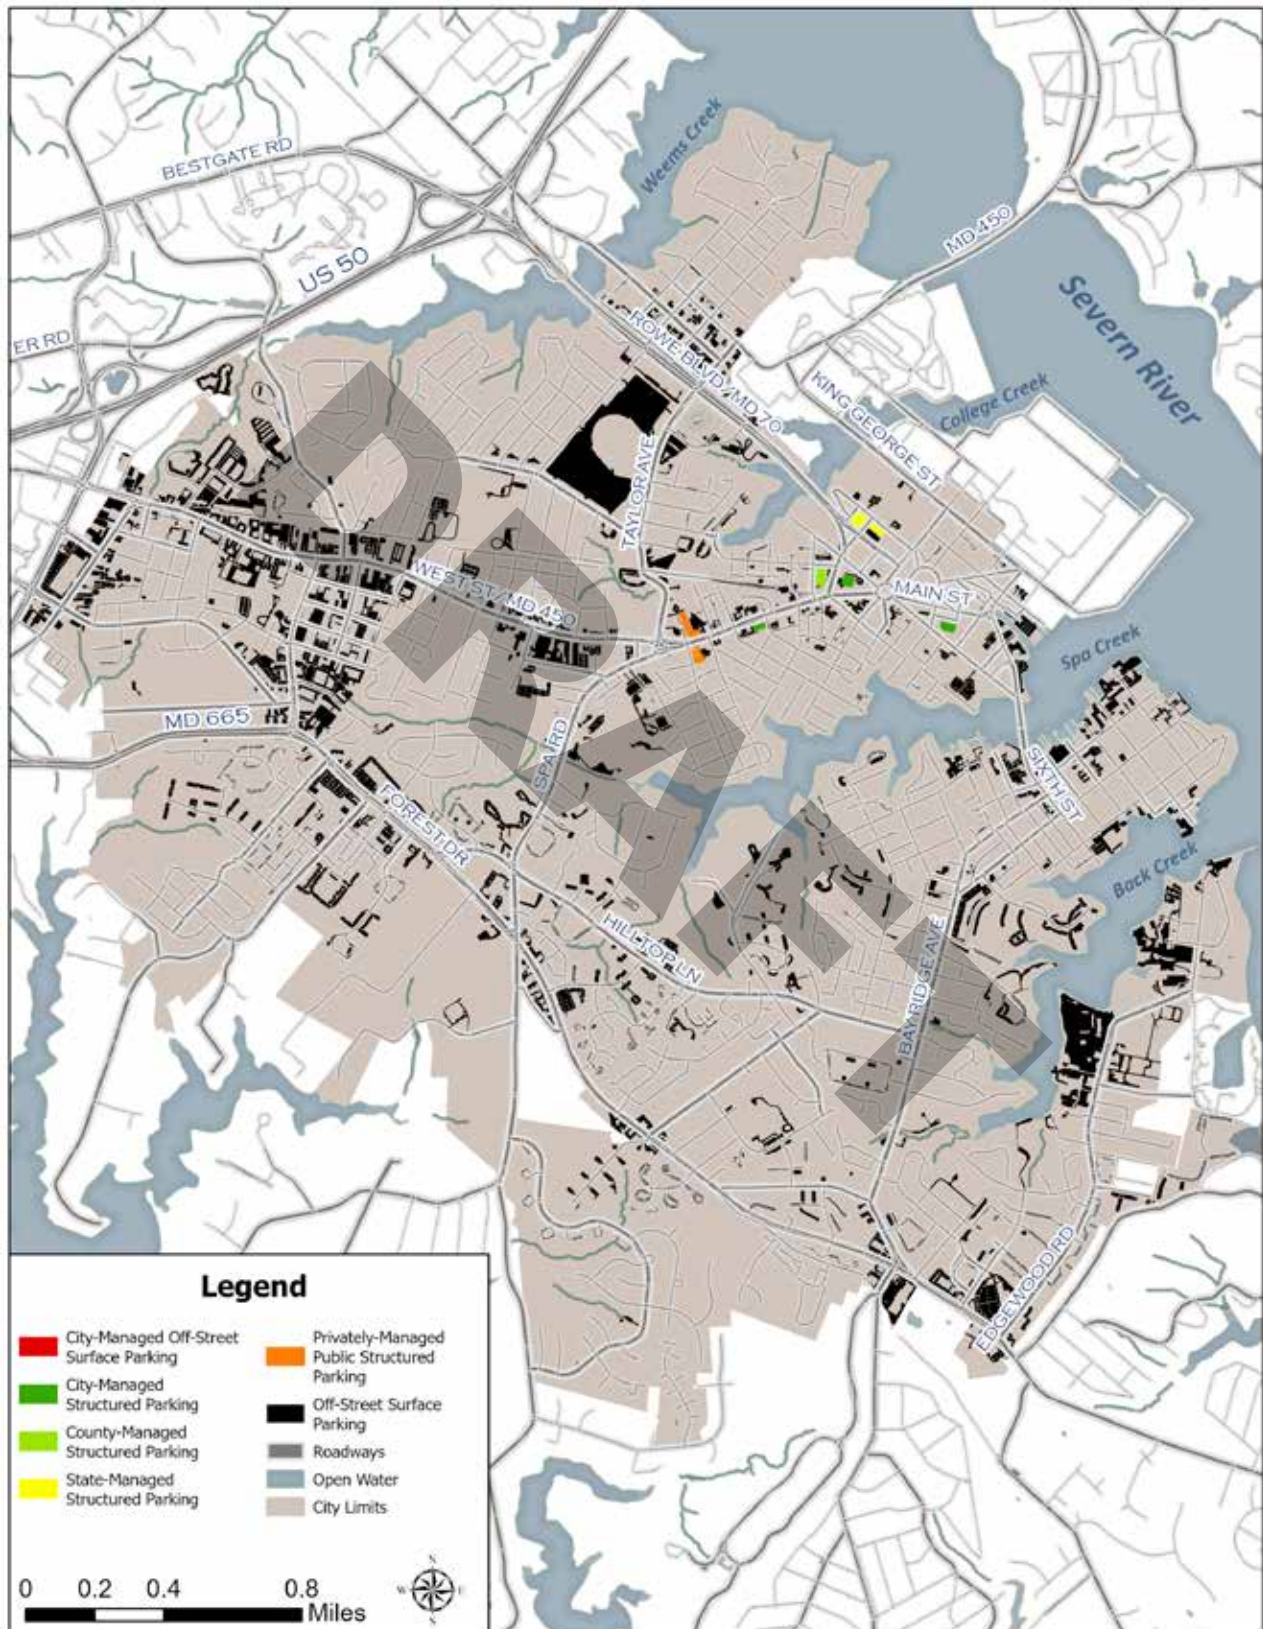 Weems Creek
BESTGATE RD
MD 450
US 50
Severn River
ER RD
ROWE BLVD / MD 70
KING GEORGE ST
College Creek
TAYLOR AVE
WEST ST / MD 450
MAIN ST
Spa Creek
MD 665
SPA RD
SIXTH ST
FOREST DR
Back Creek
HILLTOP LN
BAY RIDGE AVE
EDGEWOOD RD
DRAFT
Legend
City-Managed Off-Street
Surface Parking
City-Managed
Structured Parking
County-Managed
Structured Parking
State-Managed
Structured Parking
Privately-Managed
Public Structured
Parking
Off-Street Surface
Parking
Roadways
Open Water
City Limits
0 0.2 0.4 0.8
Miles
N
W E
S